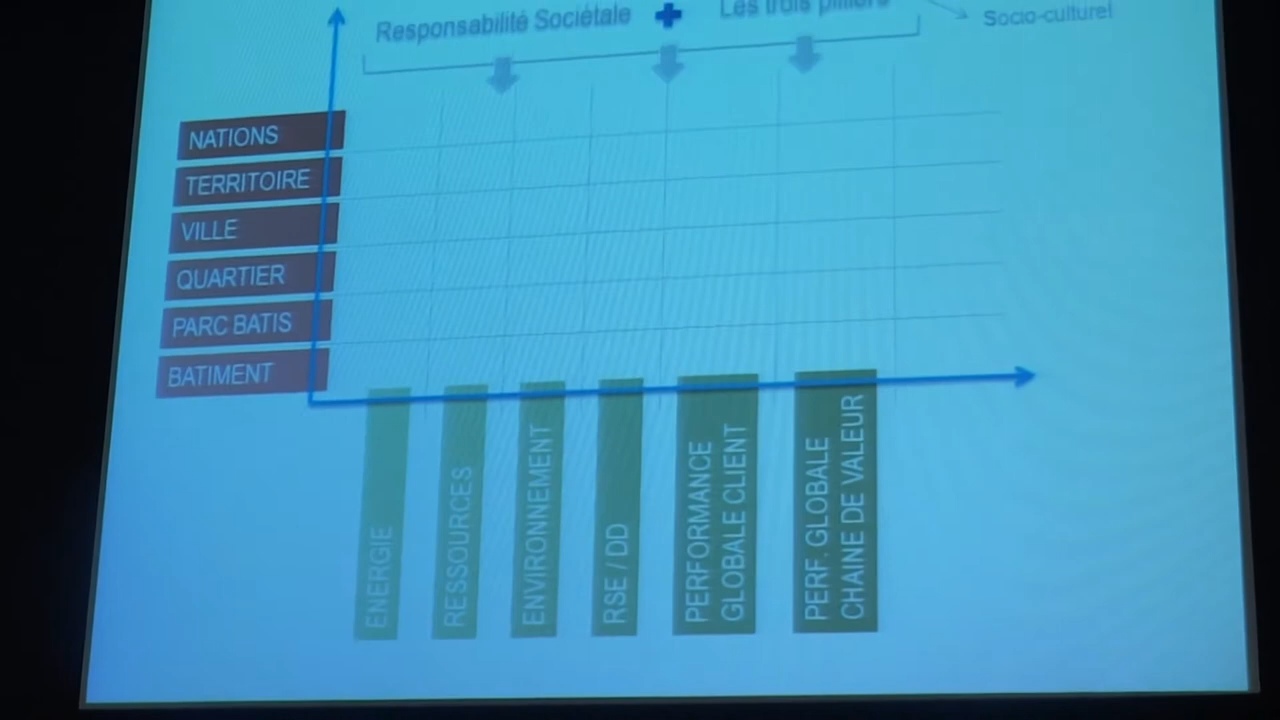 Responsabilité Sociétale + Les trois pilliers
Socio-culturel
NATIONS
TERRITOIRE
VILLE
QUARTIER
PARC BATIS
BATIMENT
ENERGIE
RESSOURCES
ENVIRONNEMENT
RSE / DD
PERFORMANCE
GLOBALE CLIENT
PERF. GLOBALE
CHAINE DE VALEUR